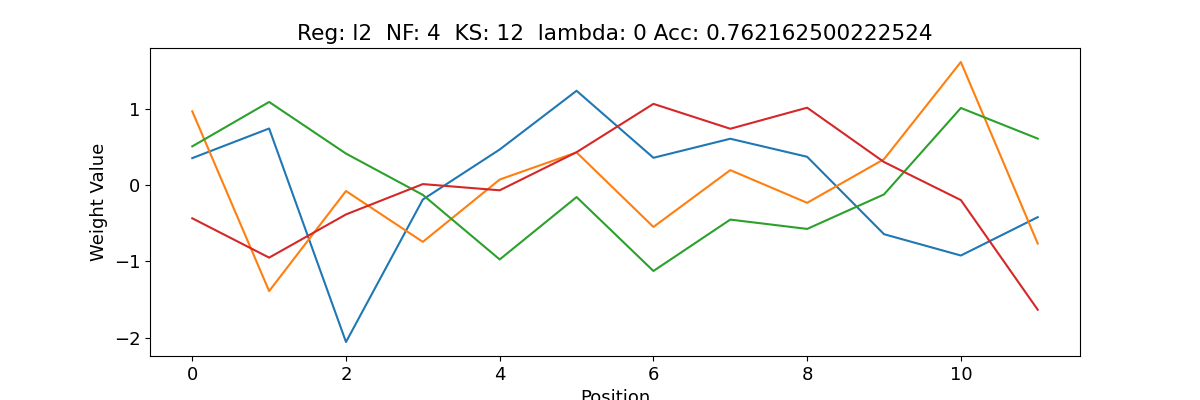 Reg: l2  NF: 4  KS: 12  lambda: 0 Acc: 0.762162500222524
Weight Value
1
0
−1
−2
0 2 4 6 8 10
Position